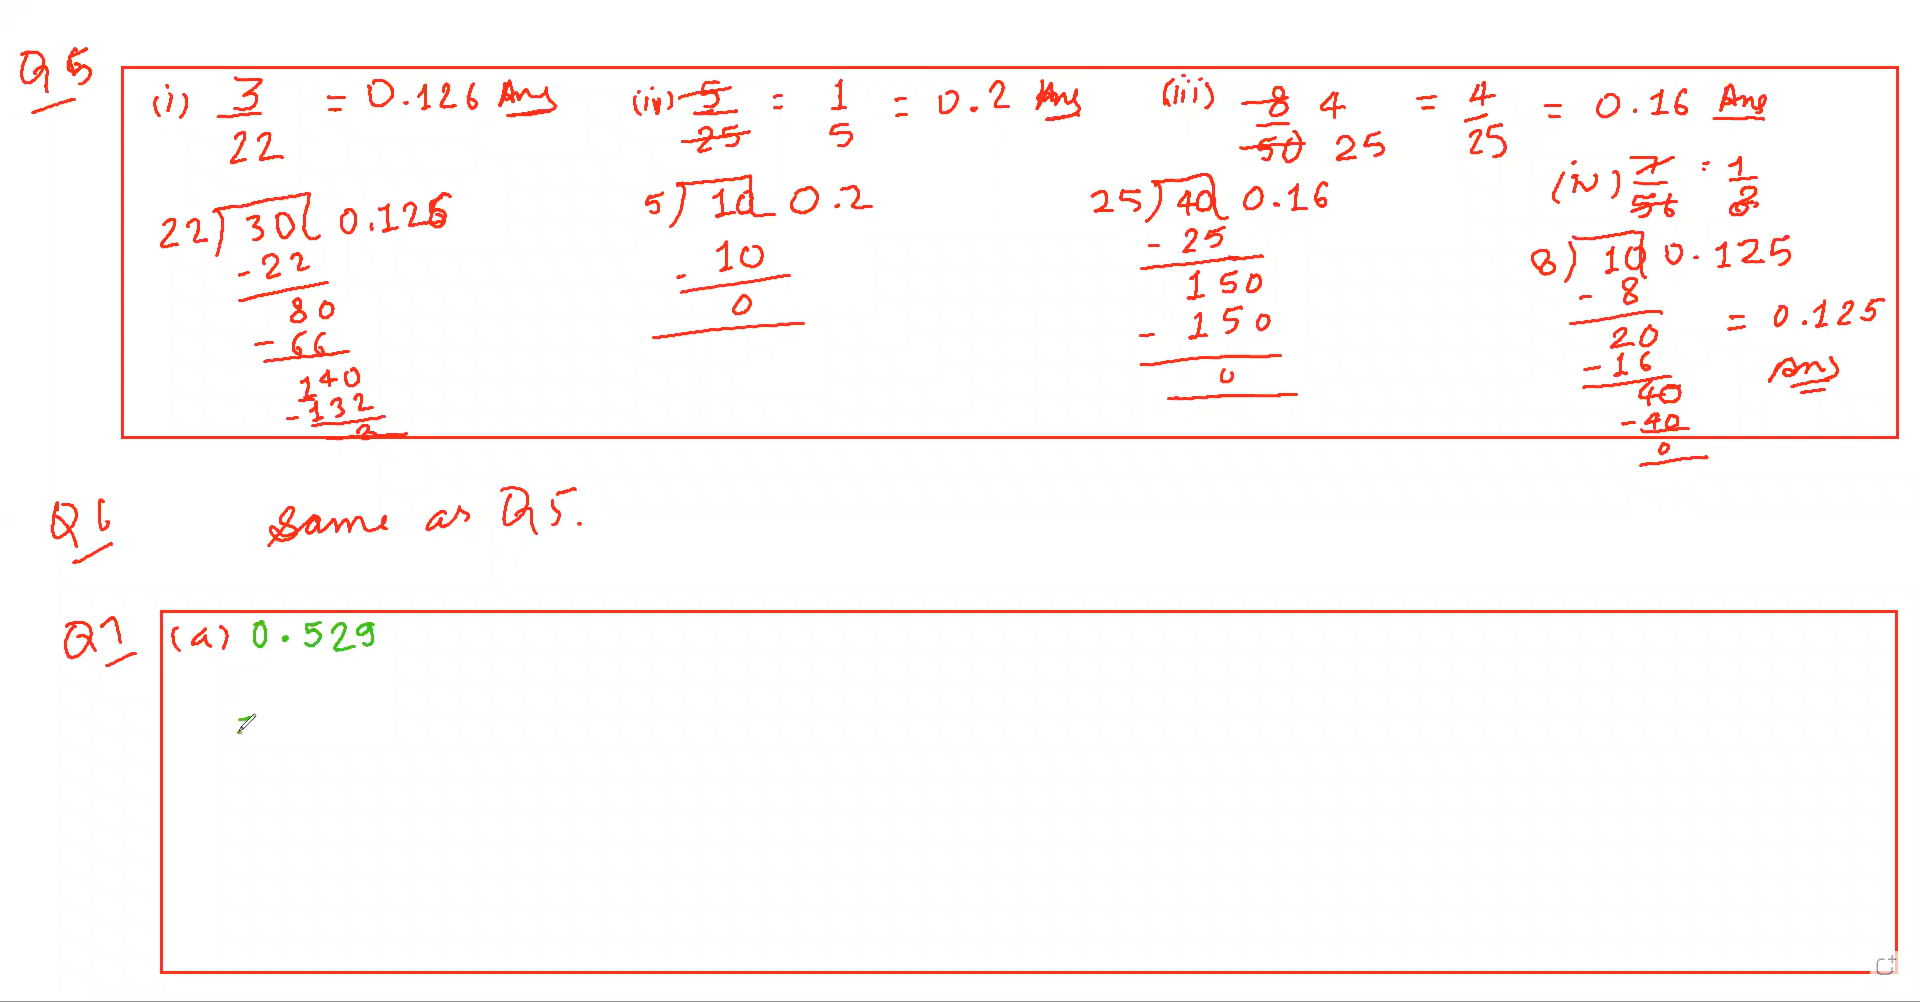 Q5
(i) 3/22 = 0.126 Ans
22) 30( 0.126
-22
80
-66
140
-132
(iv) 5/25 = 1/5 = 0.2 Ans
5) 10 0.2
- 10
0
(iii) 8/50 4/25 = 4/25 = 0.16 Ans
25) 40( 0.16
- 25
150
- 150
0
(iv) 7/56 = 1/8
8) 10 0.125
- 8
20
-16
40
-40
0
= 0.125
Ans
Q6 Same as Q5.
Q7 (a) 0.529